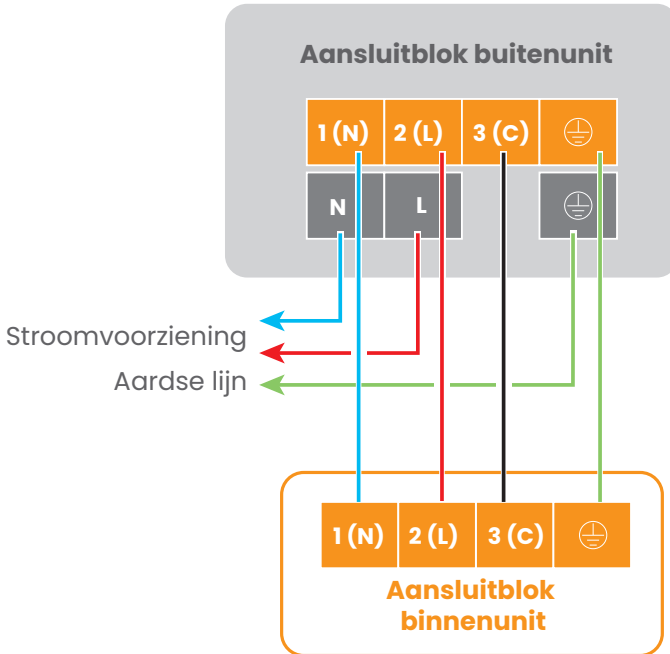 Aansluitblok buitenunit
1 (N) 2 (L) 3 (C)
N L
Stroomvoorziening
Aardse lijn
1 (N) 2 (L) 3 (C)
Aansluitblok
binnenunit